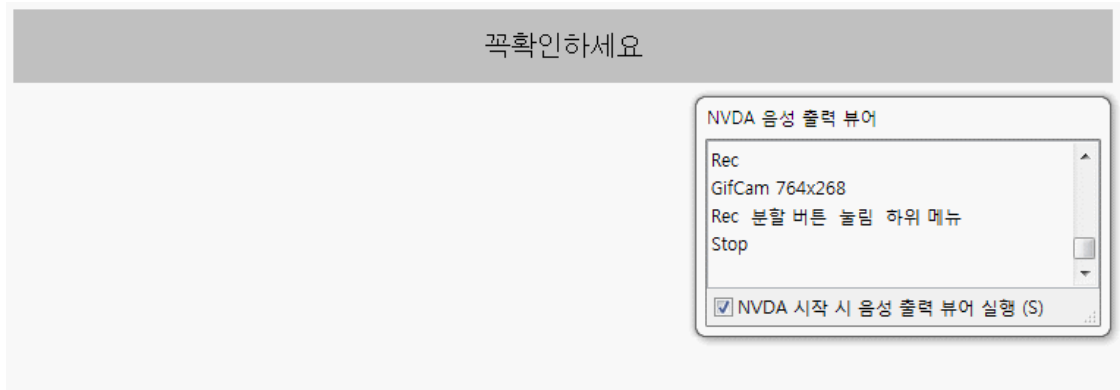 꼭확인하세요
NVDA 음성 출력 뷰어
Rec
GifCam 764x268
Rec 분할 버튼 눌림 하위 메뉴
Stop
NVDA 시작 시 음성 출력 뷰어 실행 (S)